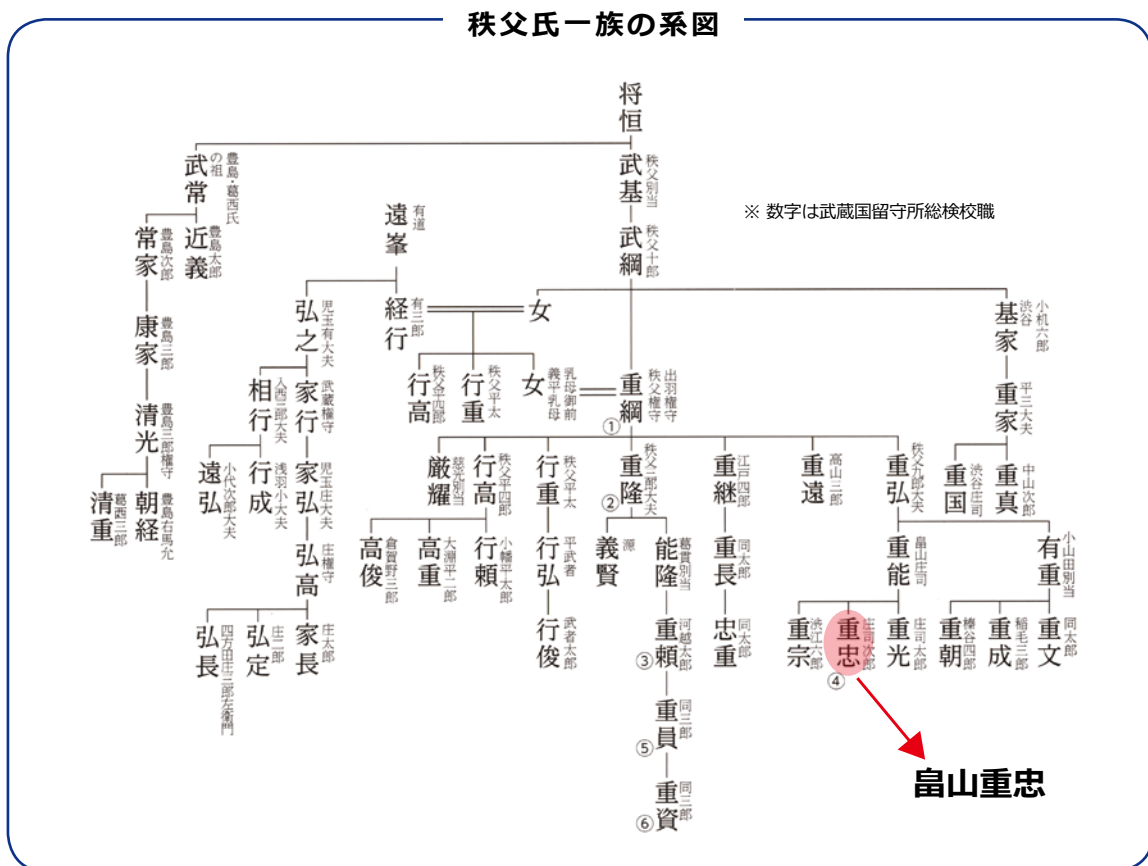 秩父氏一族の系図
将恒
※ 数字は武蔵国留守所総検校職
武常
豊島・葛西氏の祖
武基
秩父別当
遠峯
有道
武綱
秩父十郎
常家
豊島次郎
近義
豊島太郎
弘之
児玉有大夫
経行
有三郎
女
基家
小机六郎
渋谷
康家
豊島三郎
相行
入西三郎大夫
家行
武蔵権守
行高
秩父平四郎
行重
秩父平太
女
乳母御前
義平乳母
重綱
出羽権守
秩父権守
①
重家
平三大夫
清光
豊島三郎権守
遠弘
小代次郎大夫
行成
浅羽小大夫
家弘
児玉庄大夫
厳耀
慈光別当
行高
秩父平四郎
行重
秩父平太
重隆
秩父二郎大夫
②
重継
江戸四郎
重遠
高山三郎
重弘
秩父九郎大夫
重国
渋谷庄司
重真
中山次郎
清重
葛西三郎
朝経
豊島右馬允
弘高
庄権守
高俊
倉賀野三郎
高重
大淵平二郎
行頼
小幡平太郎
行弘
平武者
義賢
源
能隆
葛貫別当
重長
同太郎
重能
畠山庄司
有重
小山田別当
弘長
四方田庄三郎左衛門
弘定
庄二郎
家長
庄太郎
行俊
武者太郎
重頼
河越太郎
③
忠重
同太郎
重宗
渋江六郎
重忠
庄司次郎
④
重光
庄司太郎
重朝
榛谷四郎
重成
稲毛三郎
重文
同太郎
重員
同三郎
⑤
重資
同三郎
⑥
畠山重忠